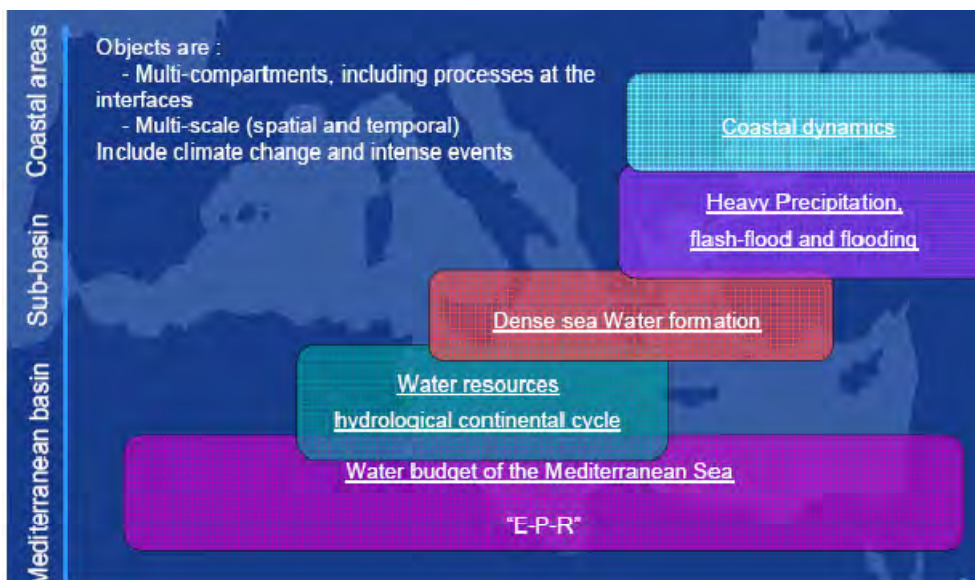 Coastal areas
Sub-basin
Mediterranean basin
Objects are :
- Multi-compartments, including processes at the
interfaces
- Multi-scale (spatial and temporal)
Include climate change and intense events
Coastal dynamics
Heavy Precipitation,
flash-flood and flooding
Dense sea Water formation
Water resources
hydrological continental cycle
Water budget of the Mediterranean Sea
“E-P-R”